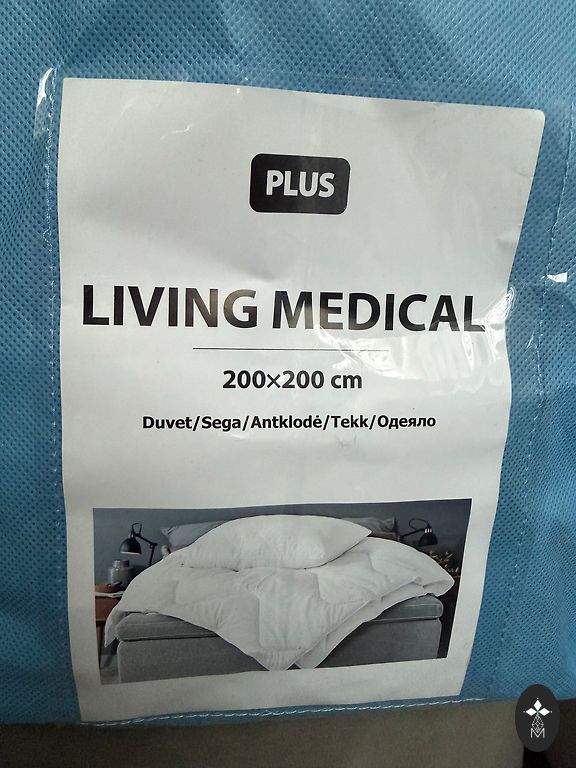 PLUS
LIVING MEDICAL
200×200 cm
Duvet/Sega/Antklodė/Tekk/Одеяло